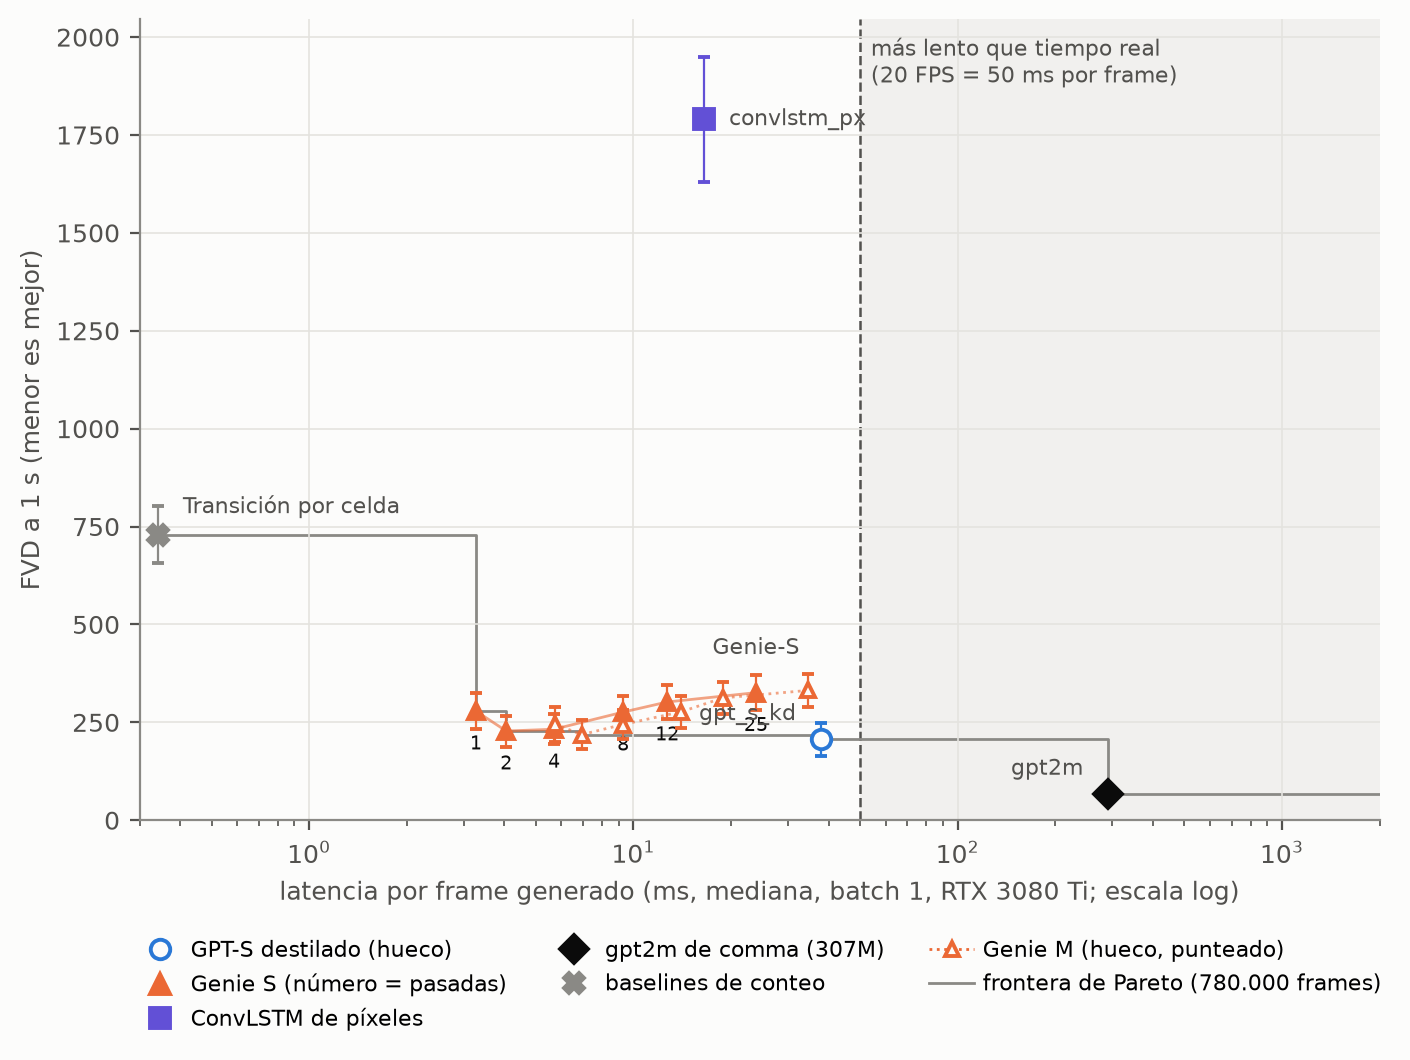 2000
1750
1500
1250
1000
750
500
250
0
FVD a 1 s (menor es mejor)
más lento que tiempo real
(20 FPS = 50 ms por frame)
convlstm_px
Transición por celda
Genie-S
gpt_s_kd
gpt2m
1
2
4
8
12
25
10⁰
10¹
10²
10³
latencia por frame generado (ms, mediana, batch 1, RTX 3080 Ti; escala log)
GPT-S destilado (hueco)
Genie S (número = pasadas)
ConvLSTM de píxeles
gpt2m de comma (307M)
baselines de conteo
Genie M (hueco, punteado)
frontera de Pareto (780.000 frames)